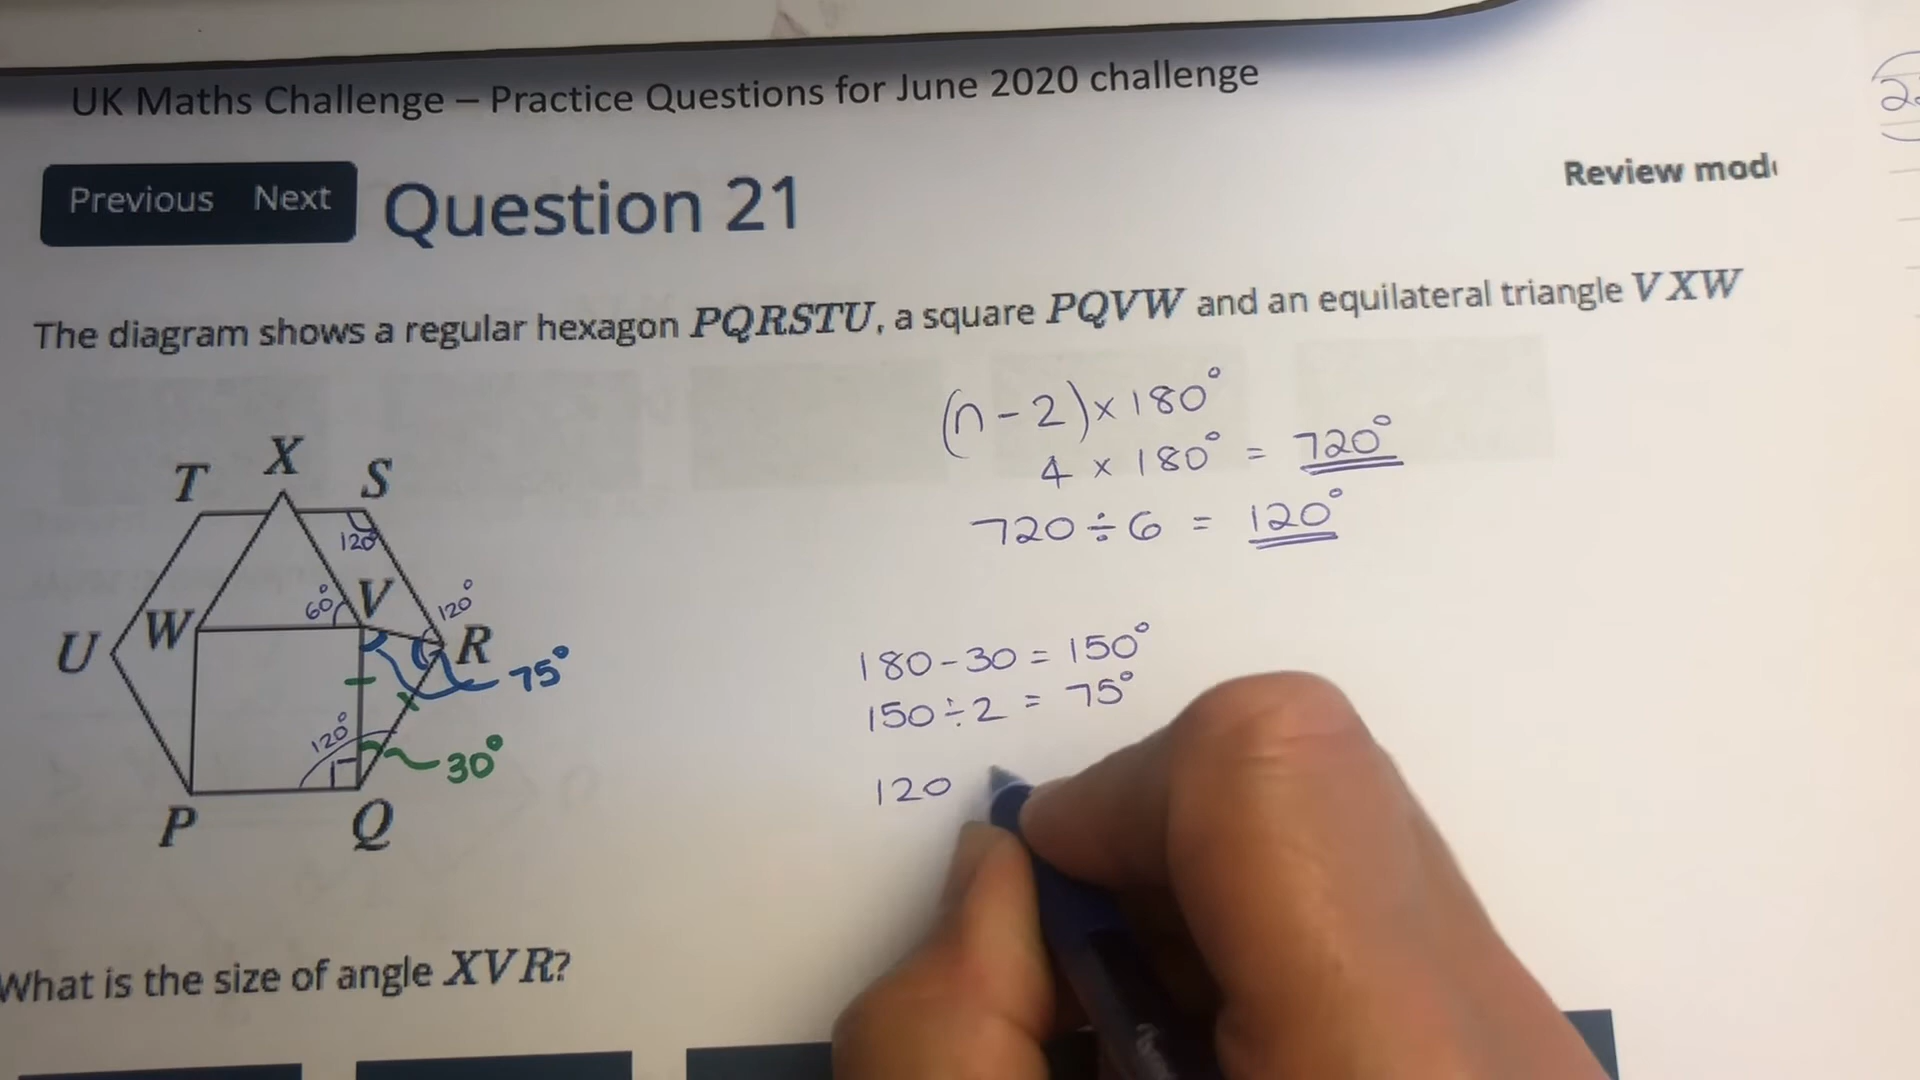 UK Maths Challenge – Practice Questions for June 2020 challenge
Previous Next
Question 21
Review mod
The diagram shows a regular hexagon PQRSTU, a square PQVW and an equilateral triangle VXW
(n-2)×180°
4 × 180° = 720°
720÷6 = 120°
T X S
120°
60° V 120°
U W R
75°
120°
30°
P Q
180-30 = 150°
150÷2 = 75°
120
What is the size of angle XVR?